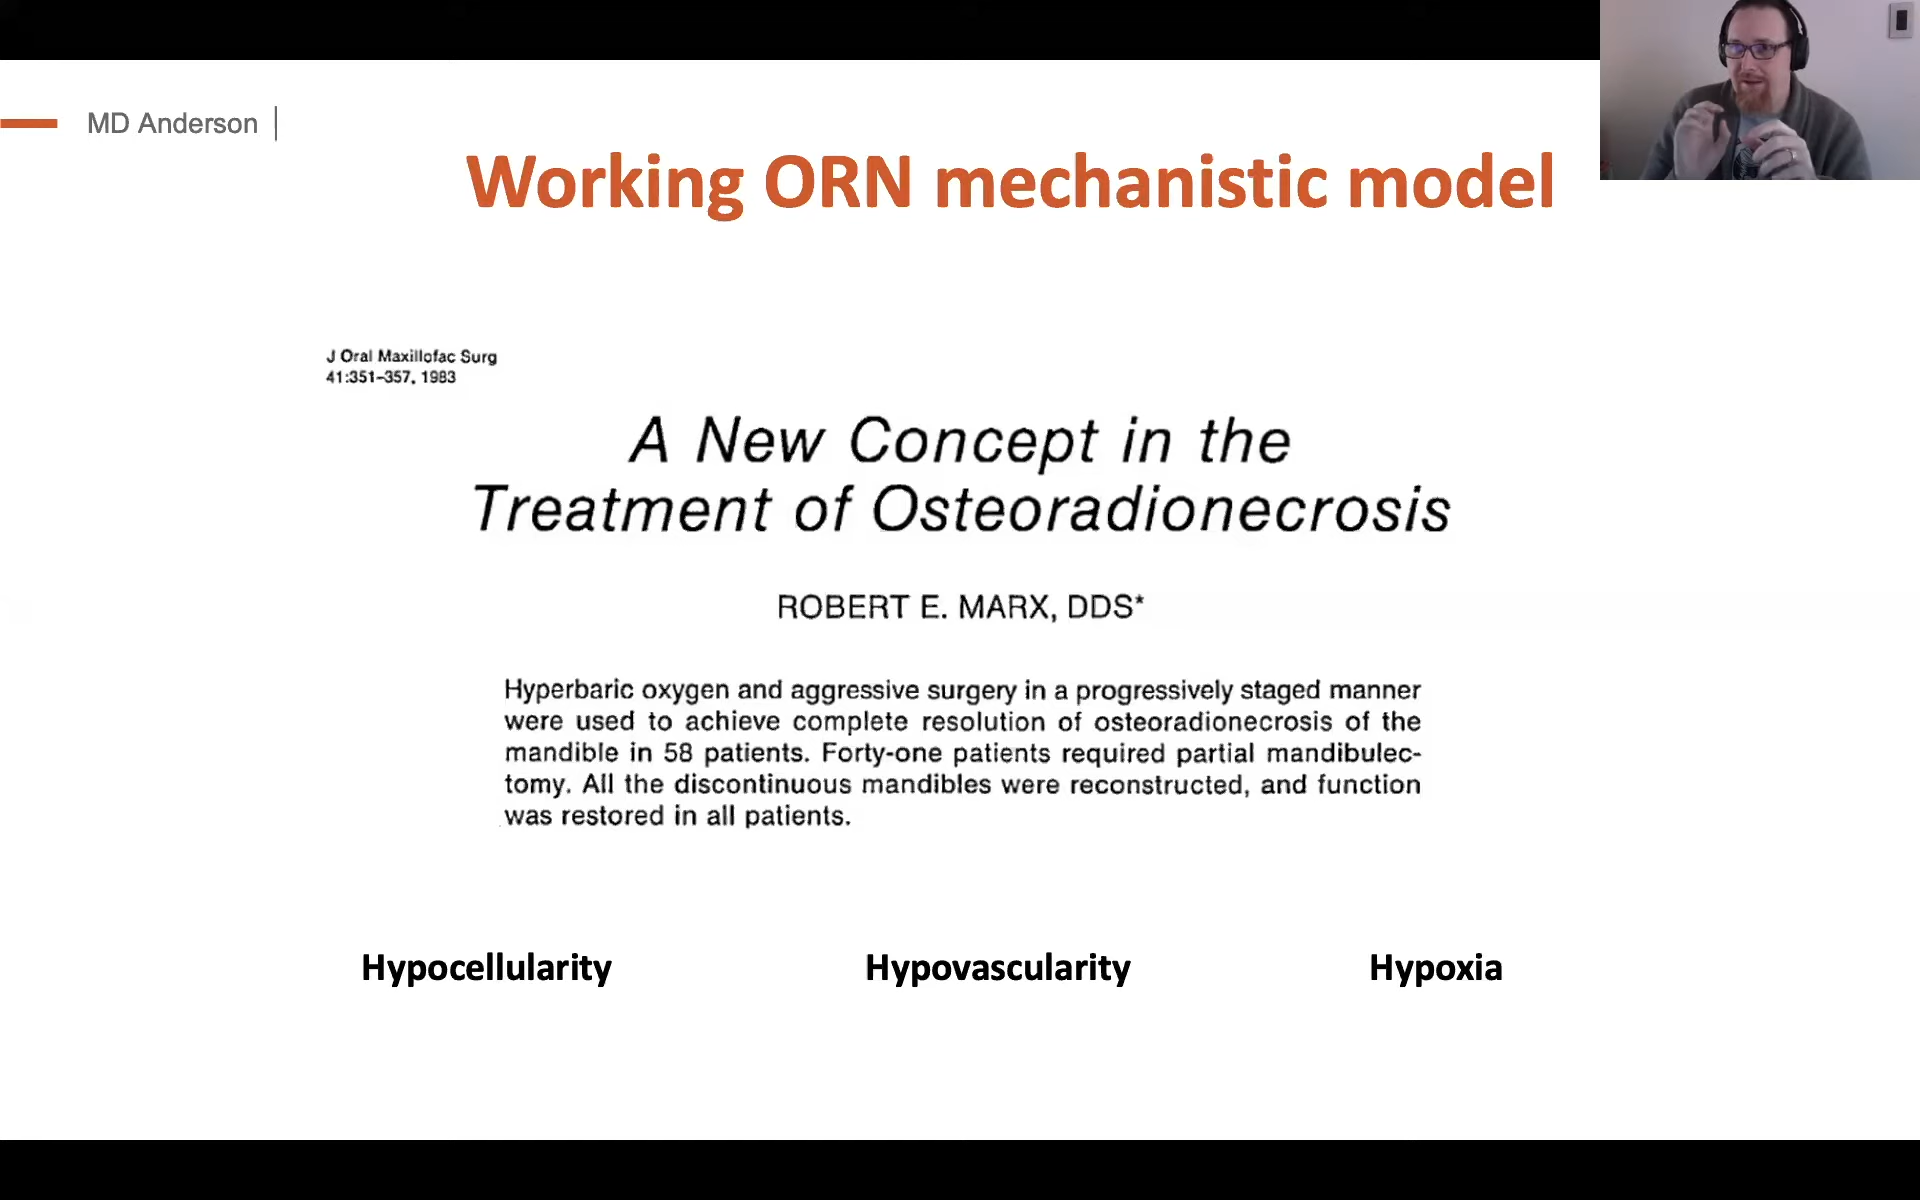 MD Anderson
Working ORN mechanistic model
J Oral Maxillofac Surg
41:351–357, 1983
A New Concept in the
Treatment of Osteoradionecrosis
ROBERT E. MARX, DDS*
Hyperbaric oxygen and aggressive surgery in a progressively staged manner
were used to achieve complete resolution of osteoradionecrosis of the
mandible in 58 patients. Forty-one patients required partial mandibulec-
tomy. All the discontinuous mandibles were reconstructed, and function
was restored in all patients.
Hypocellularity Hypovascularity Hypoxia